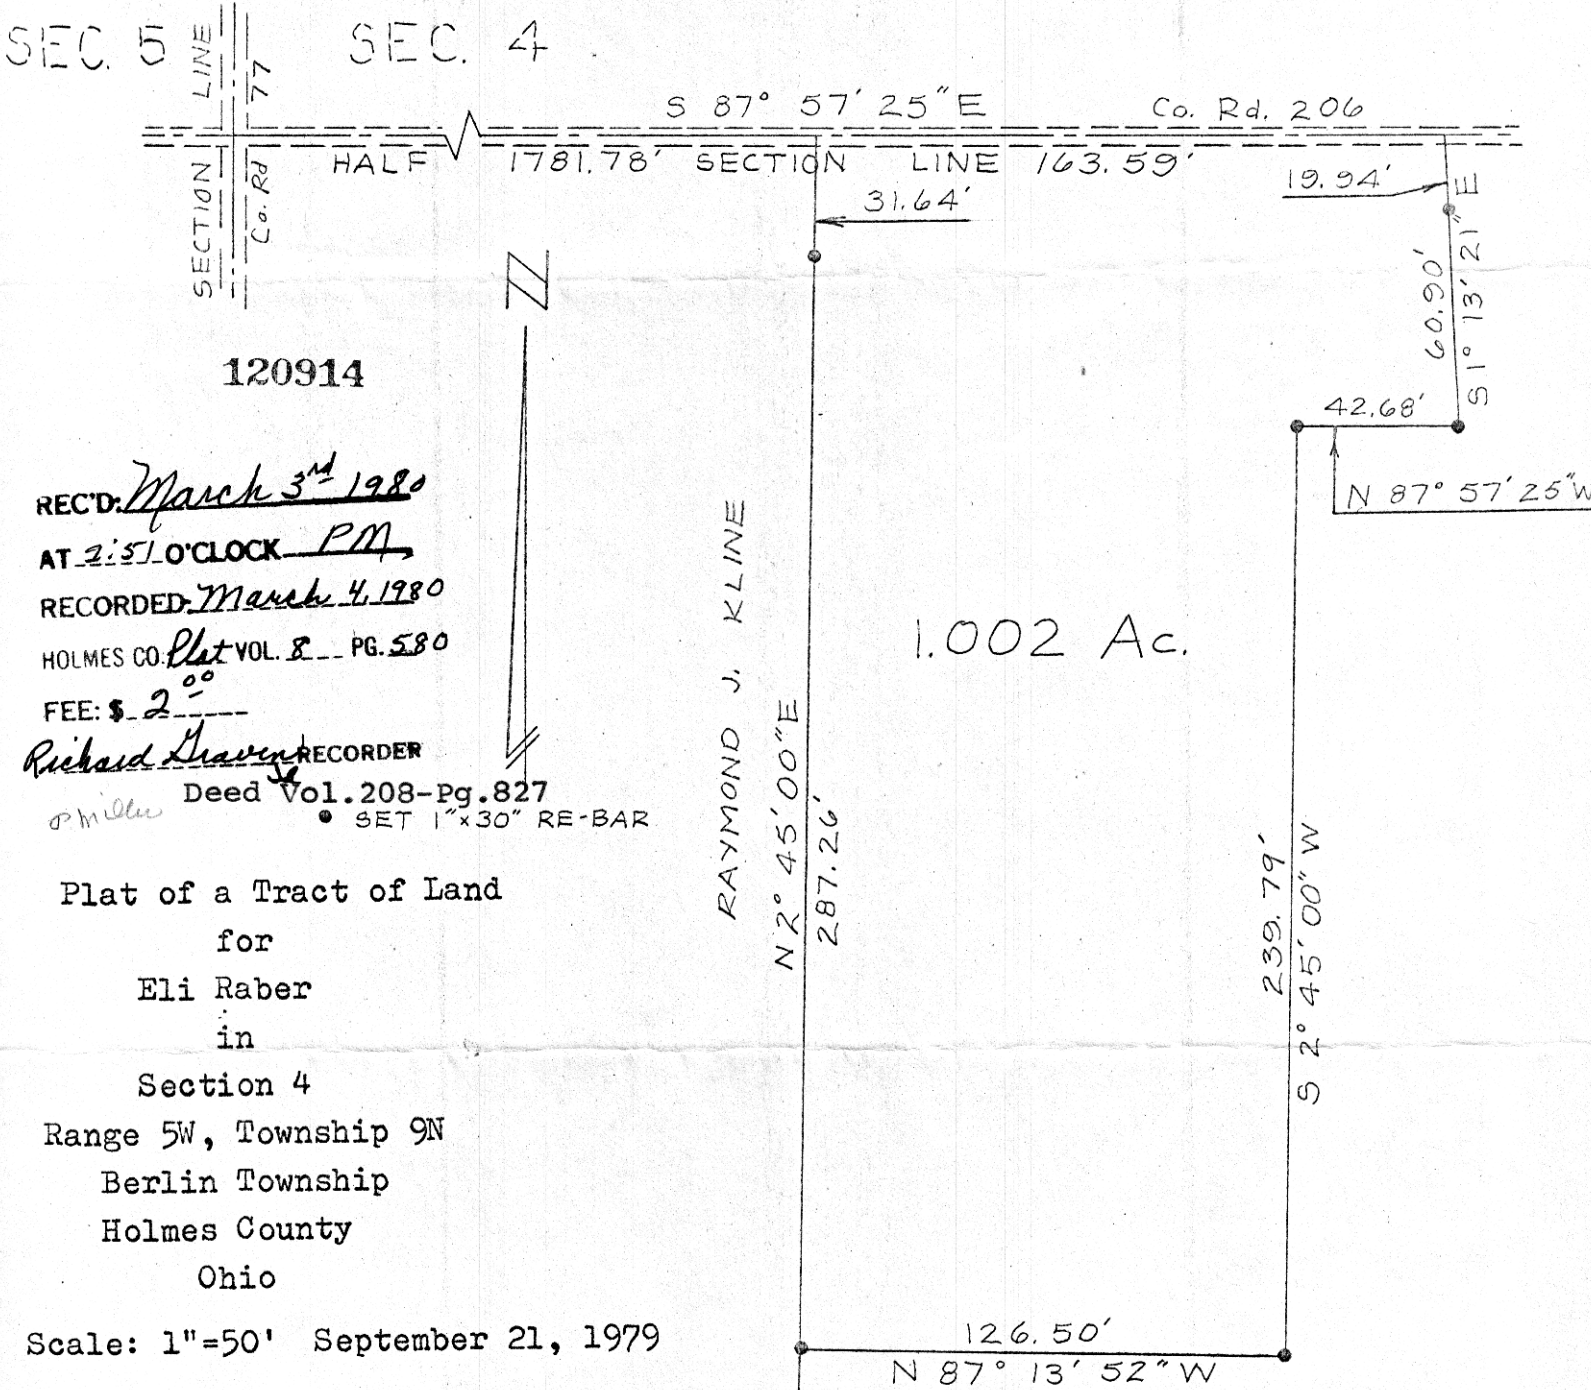 SEC. 5
SECTION LINE
Co. Rd 77
SEC. 4
S 87° 57' 25" E
Co. Rd. 206
HALF 1781.78' SECTION LINE 163.59'
31.64'
19.94'
60.90'
S 1° 13' 21" E
42.68'
N 87° 57' 25" W
N
120914
REC'D: March 3rd 1980
AT 2:51 O'CLOCK PM
RECORDED: March 4, 1980
HOLMES CO. Plat VOL. 8 PG. 580
FEE: $ 2.00
Richard Graven RECORDER
Deed Vol.208-Pg.827
SET 1"x30" RE-BAR
RAYMOND J. KLINE
N 2° 45' 00" E
287.26'
1.002 Ac.
239.79'
S 2° 45' 00" W
Plat of a Tract of Land
for
Eli Raber
in
Section 4
Range 5W, Township 9N
Berlin Township
Holmes County
Ohio
Scale: 1"=50' September 21, 1979
126.50'
N 87° 13' 52" W